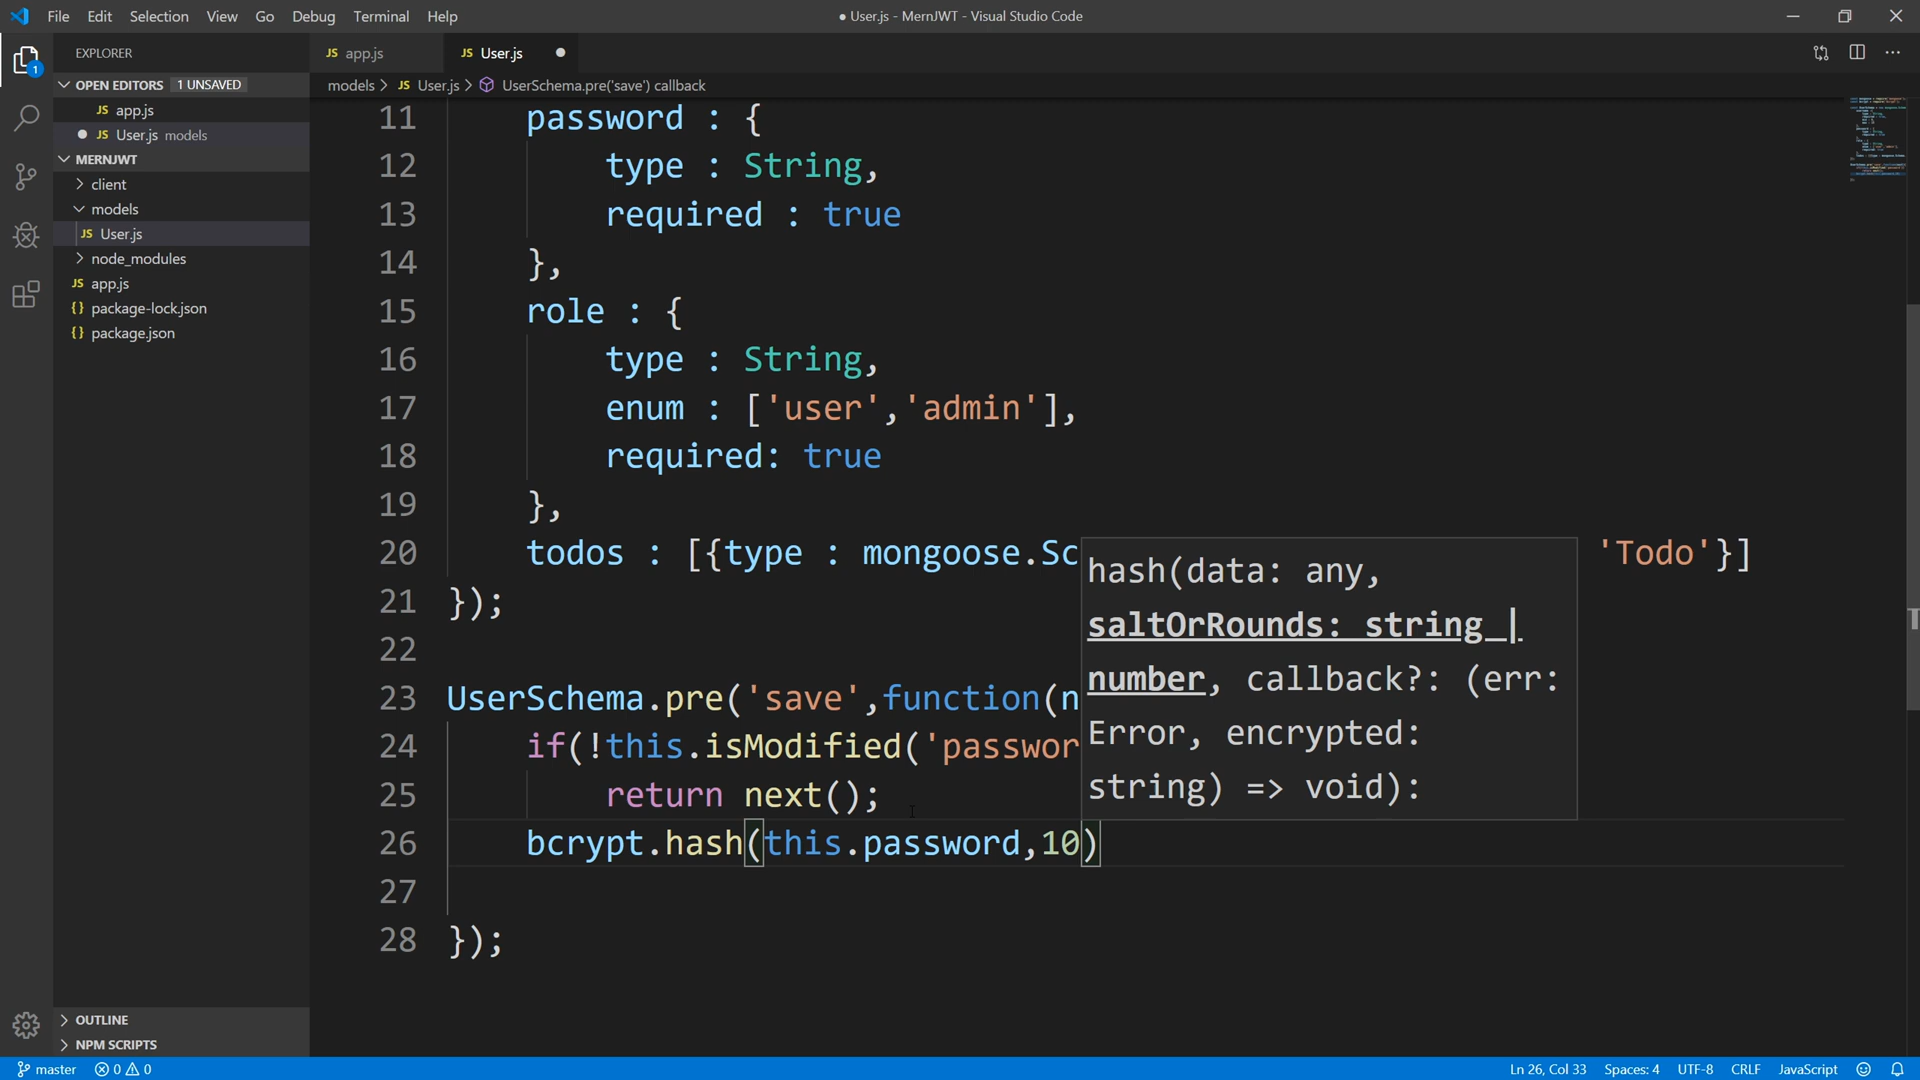 File Edit Selection View Go Debug Terminal Help
● User.js - MernJWT - Visual Studio Code
EXPLORER
OPEN EDITORS 1 UNSAVED
JS app.js
JS User.js models
MERNJWT
client
models
JS User.js
node_modules
JS app.js
{} package-lock.json
{} package.json
OUTLINE
NPM SCRIPTS
1
JS app.js
JS User.js
models > JS User.js > UserSchema.pre('save') callback
11 password : {
12 type : String,
13 required : true
14 },
15 role : {
16 type : String,
17 enum : ['user','admin'],
18 required: true
19 },
20 todos : [{type : mongoose.Sc 'Todo'}]
21 });
22
23 UserSchema.pre('save',function(n
24 if(!this.isModified('passwor
25 return next();
26 bcrypt.hash(this.password,10)
27
28 });
hash(data: any,
saltOrRounds: string |
number, callback?: (err:
Error, encrypted:
string) => void):
master 0 0
Ln 26, Col 33 Spaces: 4 UTF-8 CRLF JavaScript